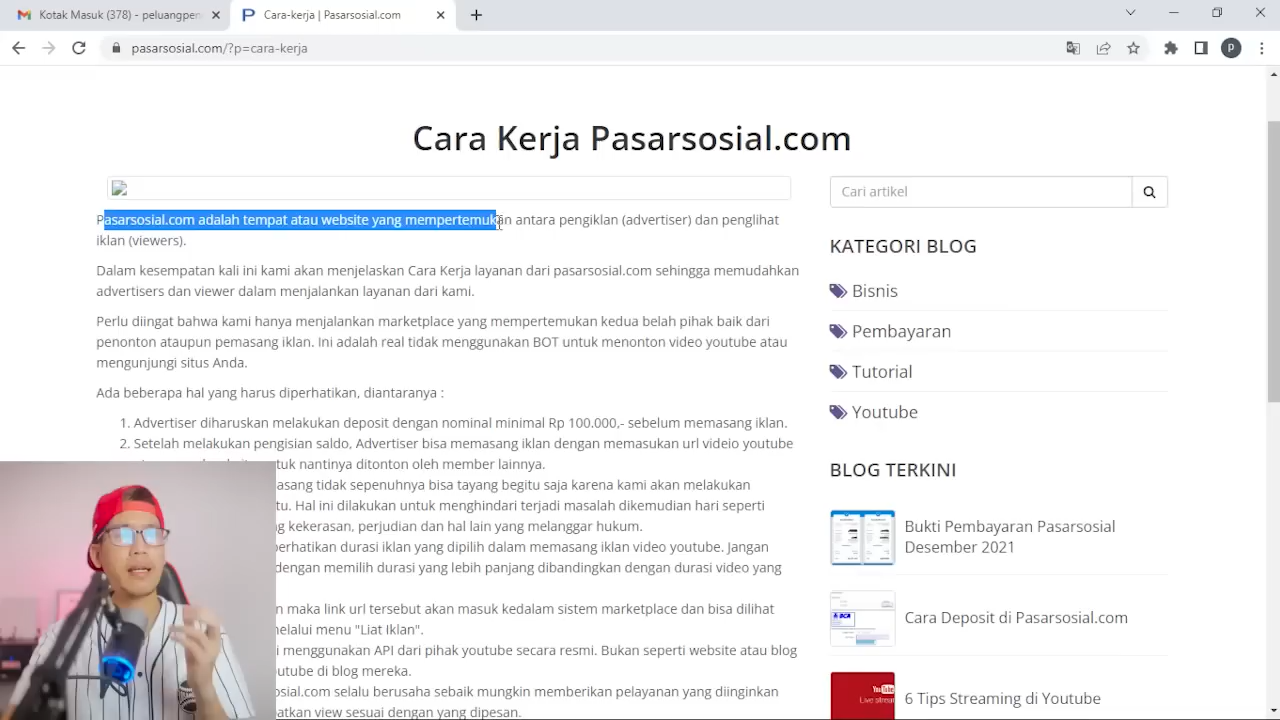 Kotak Masuk (378) - peluangpen
Cara-kerja | Pasarsosial.com
pasarsosial.com/?p=cara-kerja
P
Cara Kerja Pasarsosial.com
Cari artikel
Pasarsosial.com adalah tempat atau website yang mempertemukan antara pengiklan (advertiser) dan penglihat
iklan (viewers).
Dalam kesempatan kali ini kami akan menjelaskan Cara Kerja layanan dari pasarsosial.com sehingga memudahkan
advertisers dan viewer dalam menjalankan layanan dari kami.
Perlu diingat bahwa kami hanya menjalankan marketplace yang mempertemukan kedua belah pihak baik dari
penonton ataupun pemasang iklan. Ini adalah real tidak menggunakan BOT untuk menonton video youtube atau
mengunjungi situs Anda.
Ada beberapa hal yang harus diperhatikan, diantaranya :
1. Advertiser diharuskan melakukan deposit dengan nominal minimal Rp 100.000,- sebelum memasang iklan.
2. Setelah melakukan pengisian saldo, Advertiser bisa memasang iklan dengan memasukan url videio youtube
untuk nantinya ditonton oleh member lainnya.
asang tidak sepenuhnya bisa tayang begitu saja karena kami akan melakukan
tu. Hal ini dilakukan untuk menghindari terjadi masalah dikemudian hari seperti
g kekerasan, perjudian dan hal lain yang melanggar hukum.
erhatikan durasi iklan yang dipilih dalam memasang iklan video youtube. Jangan
dengan memilih durasi yang lebih panjang dibandingkan dengan durasi video yang
n maka link url tersebut akan masuk kedalam sistem marketplace dan bisa dilihat
elalui menu "Liat Iklan".
i menggunakan API dari pihak youtube secara resmi. Bukan seperti website atau blog
utube di blog mereka.
osial.com selalu berusaha sebaik mungkin memberikan pelayanan yang diinginkan
atkan view sesuai dengan yang dipesan.
KATEGORI BLOG
Bisnis
Pembayaran
Tutorial
Youtube
BLOG TERKINI
Bukti Pembayaran Pasarsosial
Desember 2021
Cara Deposit di Pasarsosial.com
BCA
6 Tips Streaming di Youtube
YouTube
Live stream